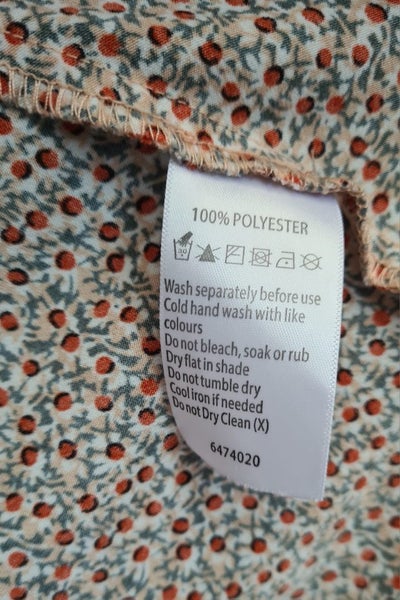 100% POLYESTER
Wash separately before use
Cold hand wash with like
colours
Do not bleach, soak or rub
Dry flat in shade
Do not tumble dry
Cool iron if needed
Do not Dry Clean (X)
6474020